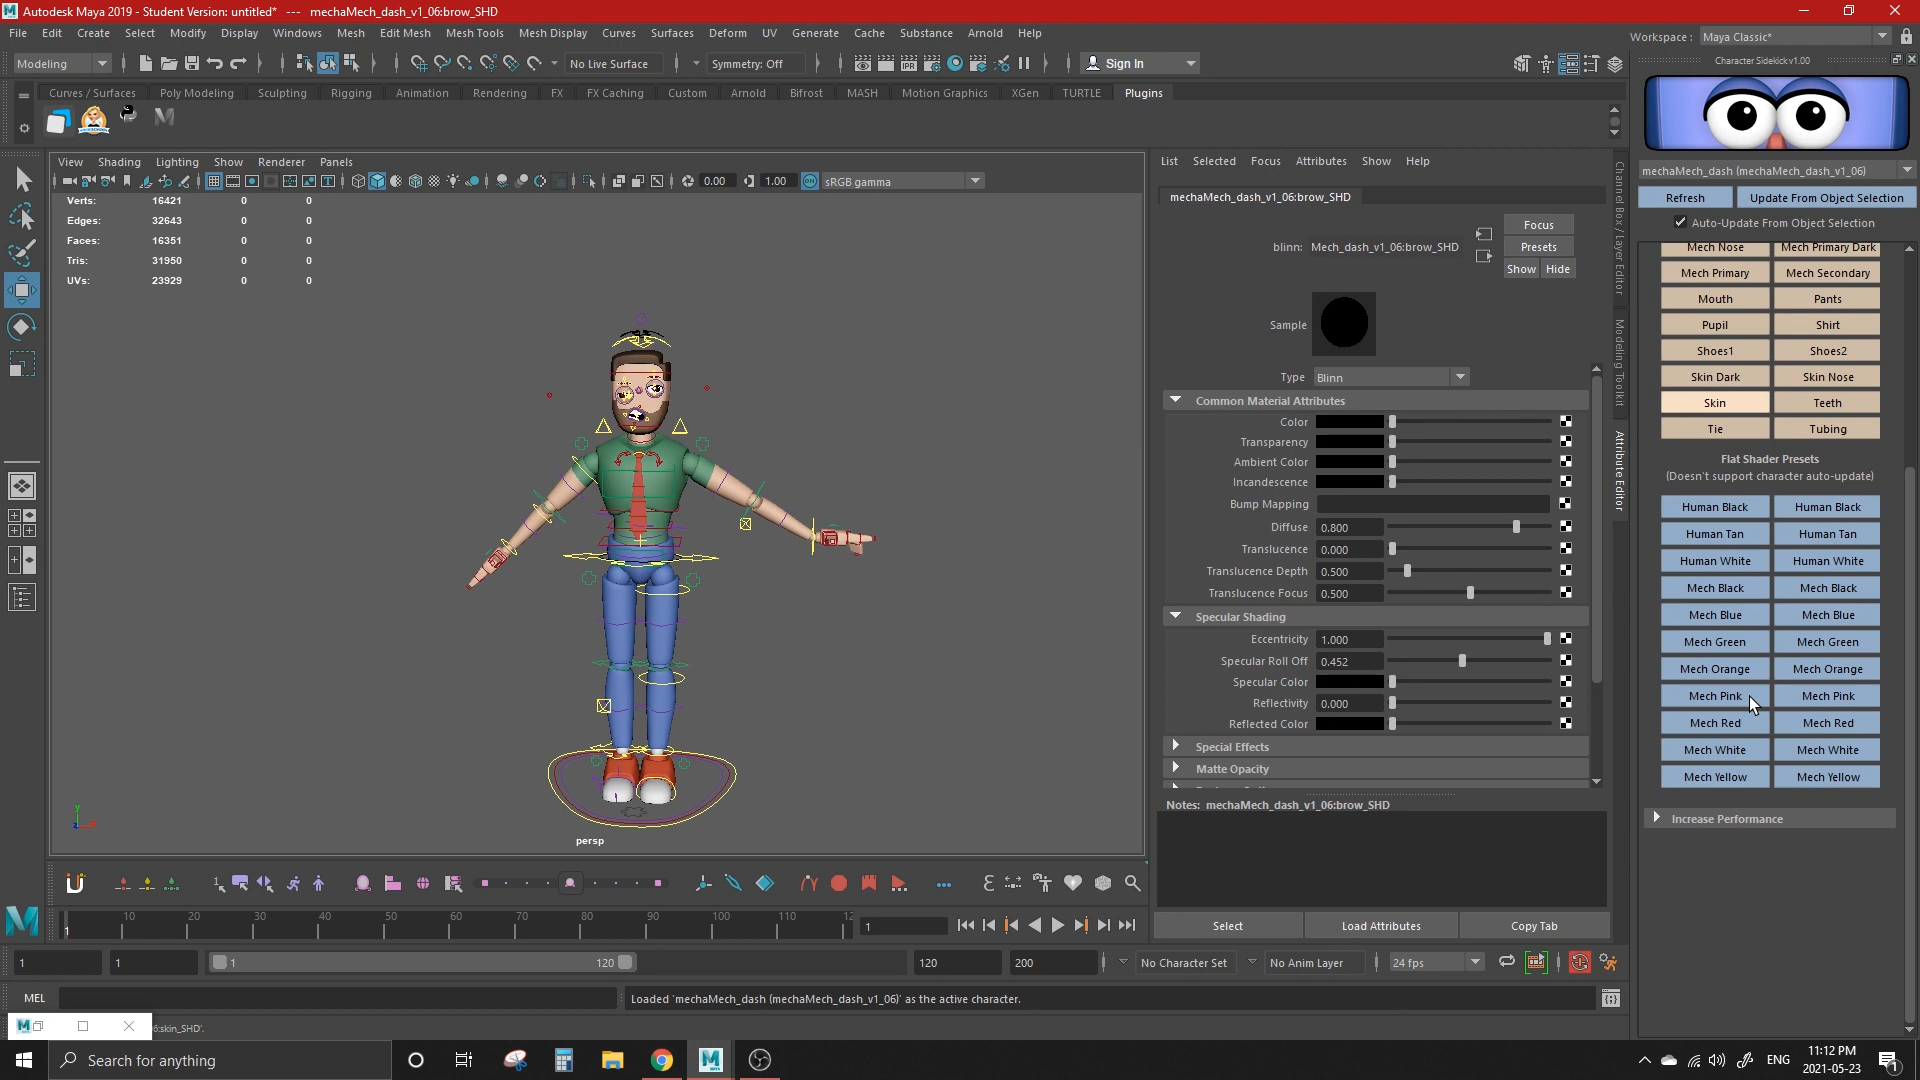 Autodesk Maya 2019 - Student Version: untitled* --- mechaMech_dash_v1_06:brow_SHD
File Edit Create Select Modify Display Windows Mesh Edit Mesh Mesh Tools Mesh Display Curves Surfaces Deform UV Generate Cache Substance Arnold Help
Workspace : Maya Classic*
Modeling No Live Surface Symmetry: Off Sign In
Character Sidekick v1.00
Curves / Surfaces Poly Modeling Sculpting Rigging Animation Rendering FX FX Caching Custom Arnold Bifrost MASH Motion Graphics XGen TURTLE Plugins
View Shading Lighting Show Renderer Panels
0.00 1.00 sRGB gamma
Verts: 16421 0 0
Edges: 32643 0 0
Faces: 16351 0 0
Tris: 31950 0 0
UVs: 23929 0 0
persp
List Selected Focus Attributes Show Help
mechaMech_dash_v1_06:brow_SHD
blinn: Mech_dash_v1_06:brow_SHD
Focus
Presets
Show Hide
Sample
Type Blinn
Common Material Attributes
Color
Transparency
Ambient Color
Incandescence
Bump Mapping
Diffuse 0.800
Translucence 0.000
Translucence Depth 0.500
Translucence Focus 0.500
Specular Shading
Eccentricity 1.000
Specular Roll Off 0.452
Specular Color
Reflectivity 0.000
Reflected Color
Special Effects
Matte Opacity
Notes: mechaMech_dash_v1_06:brow_SHD
Select Load Attributes Copy Tab
Channel Box / Layer Editor
Modeling Toolkit
Attribute Editor
mechaMech_dash (mechaMech_dash_v1_06)
Refresh Update From Object Selection
Auto-Update From Object Selection
Mech Nose Mech Primary Dark
Mech Primary Mech Secondary
Mouth Pants
Pupil Shirt
Shoes1 Shoes2
Skin Dark Skin Nose
Skin Teeth
Tie Tubing
Flat Shader Presets
(Doesn't support character auto-update)
Human Black Human Black
Human Tan Human Tan
Human White Human White
Mech Black Mech Black
Mech Blue Mech Blue
Mech Green Mech Green
Mech Orange Mech Orange
Mech Pink Mech Pink
Mech Red Mech Red
Mech White Mech White
Mech Yellow Mech Yellow
Increase Performance
1 10 20 30 40 50 60 70 80 90 100 110 12
1
1 1 1 120 120 200 No Character Set No Anim Layer 24 fps
MEL Loaded 'mechaMech_dash (mechaMech_dash_v1_06)' as the active character.
6:skin_SHD'.
Search for anything
ENG 11:12 PM
2021-05-23
1